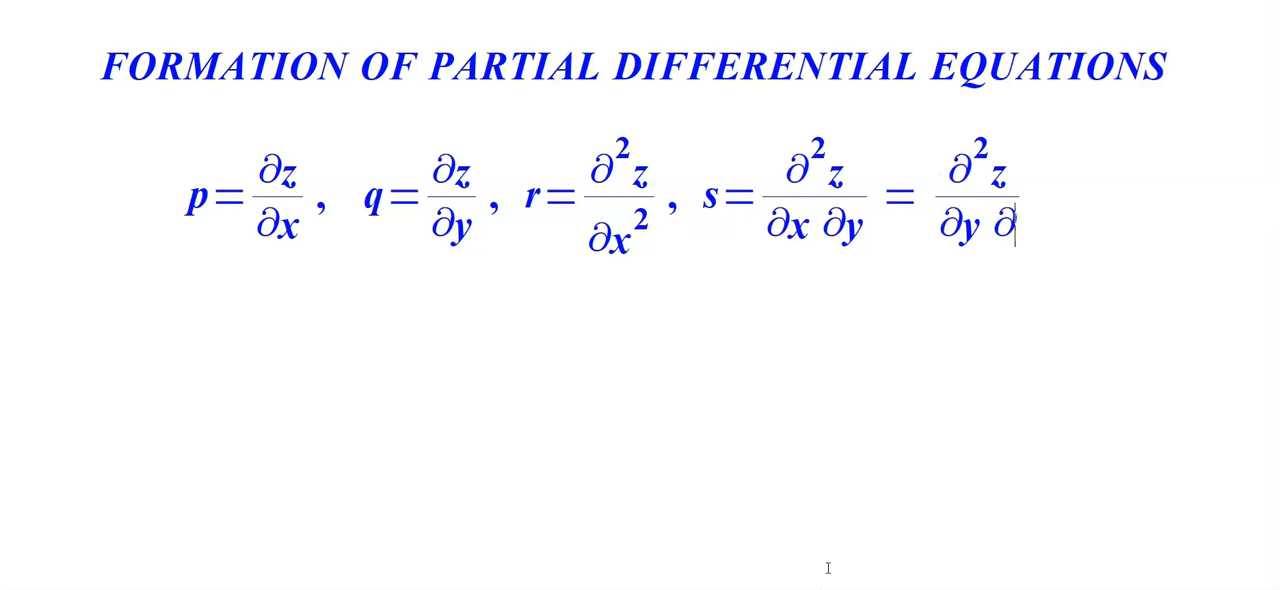 FORMATION OF PARTIAL DIFFERENTIAL EQUATIONS
p = ∂z/∂x , q = ∂z/∂y , r = ∂²z/∂x² , s = ∂²z/∂x ∂y = ∂²z/∂y ∂